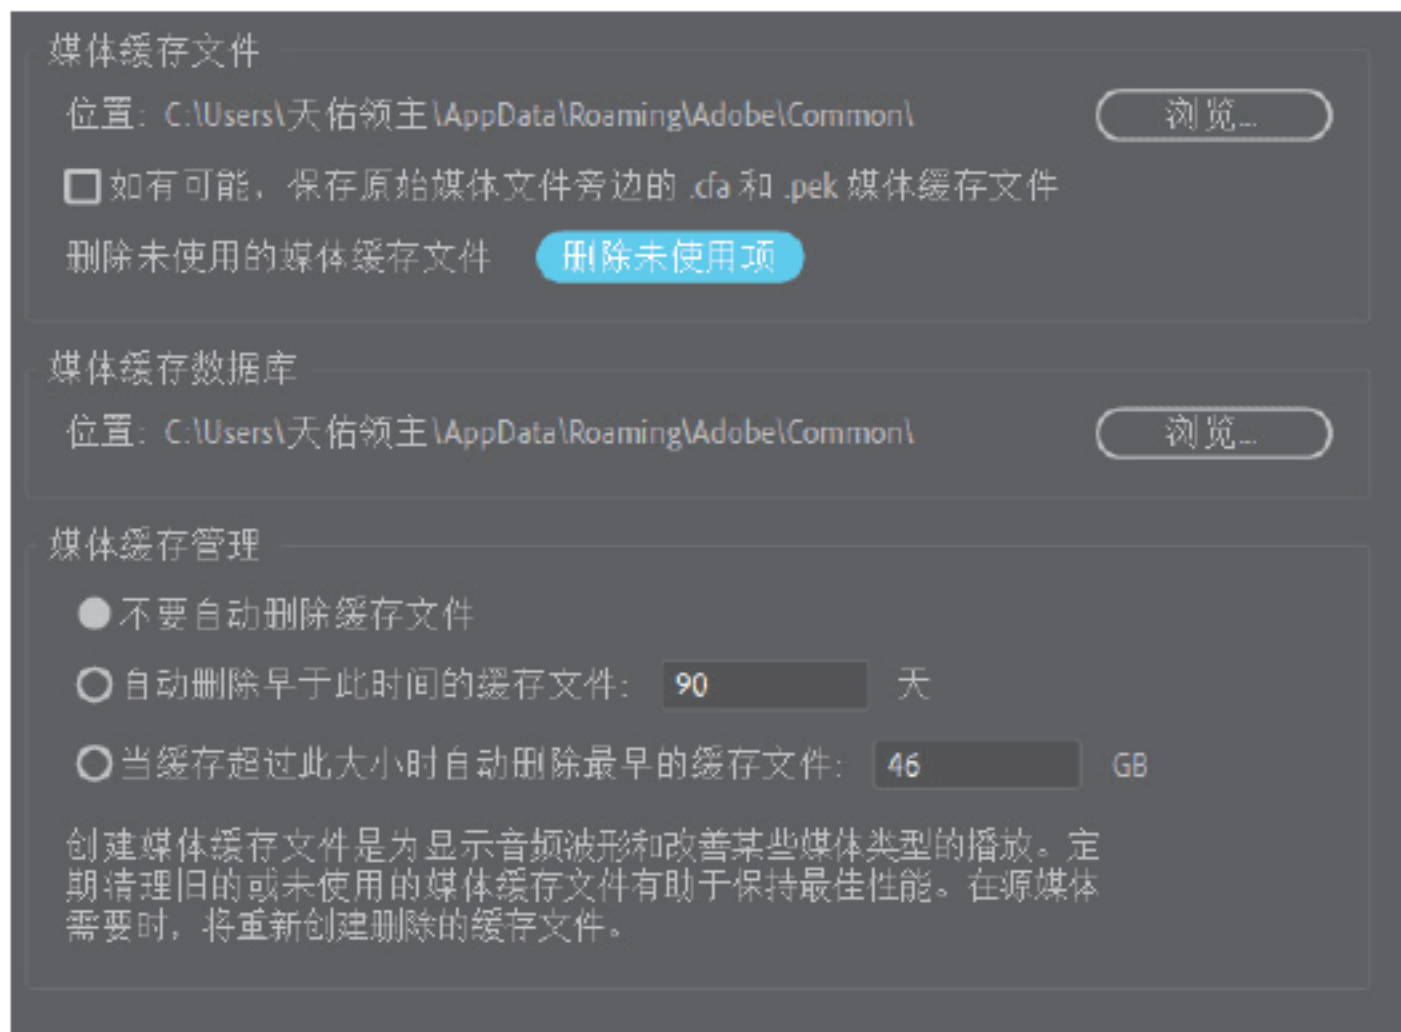 媒体缓存文件
位置: C:\Users\天佑领主\AppData\Roaming\Adobe\Common\ 浏览...
如有可能，保存原始媒体文件旁边的 .cfa 和 .pek 媒体缓存文件
删除未使用的媒体缓存文件 删除未使用项
媒体缓存数据库
位置: C:\Users\天佑领主\AppData\Roaming\Adobe\Common\ 浏览...
媒体缓存管理
不要自动删除缓存文件
自动删除早于此时间的缓存文件: 90 天
当缓存超过此大小时自动删除最早的缓存文件: 46 GB
创建媒体缓存文件是为显示音频波形和改善某些媒体类型的播放。定
期清理旧的或未使用的媒体缓存文件有助于保持最佳性能。在源媒体
需要时，将重新创建删除的缓存文件。